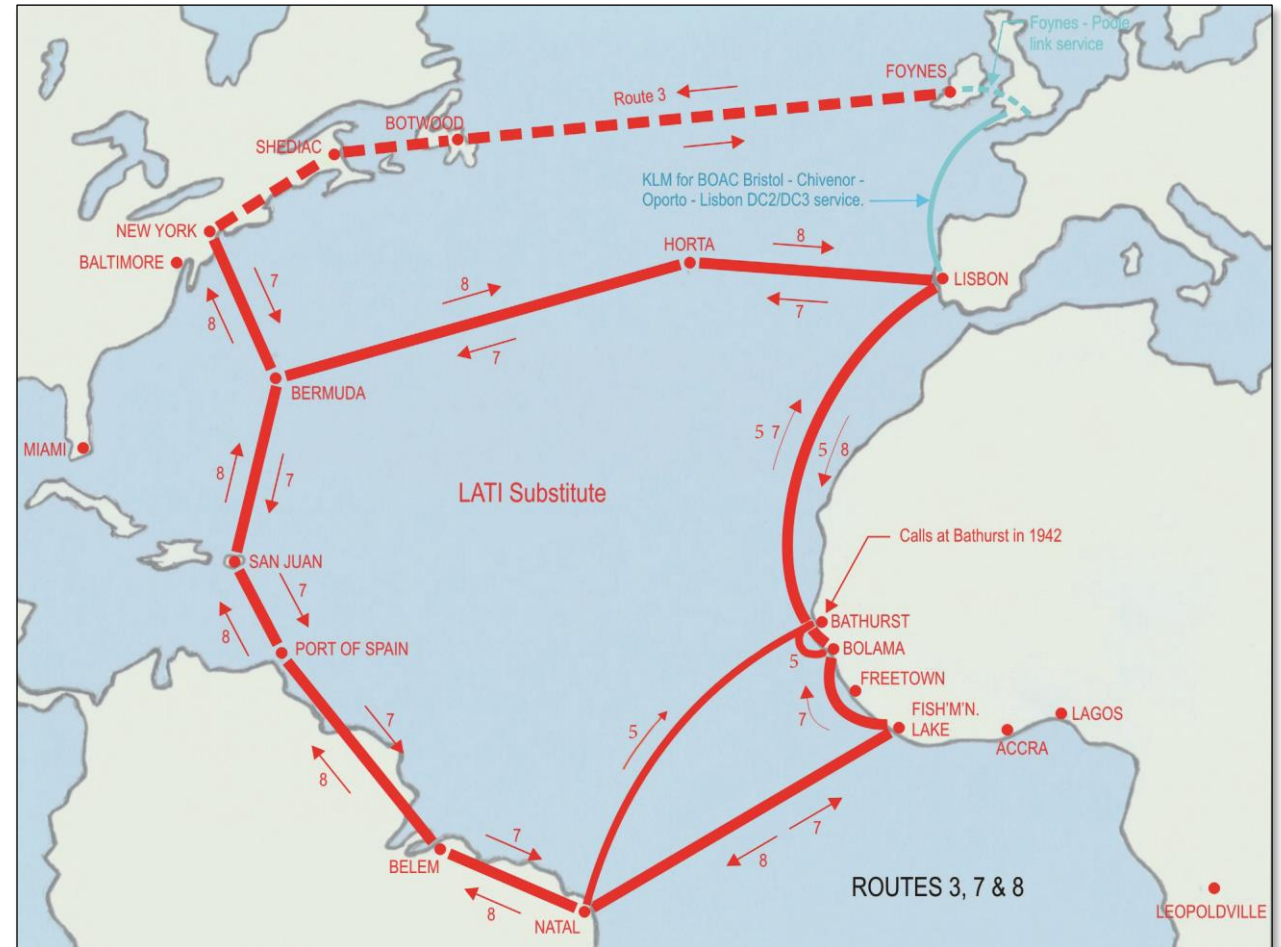 Foynes - Poole
link service
FOYNES
Route 3
BOTWOOD
SHEDIAC
KLM for BOAC Bristol - Chivenor -
Oporto - Lisbon DC2/DC3 service.
NEW YORK
BALTIMORE
HORTA
8
LISBON
7
8
8
7
7
BERMUDA
MIAMI
8
7
5 7
5
8
LATI Substitute
Calls at Bathurst in 1942
SAN JUAN
7
8
BATHURST
PORT OF SPAIN
BOLAMA
5
FREETOWN
FISH'M'N.
LAKE
LAGOS
ACCRA
7
7
5
8
7
8
7
BELEM
8
NATAL
ROUTES 3, 7 & 8
LEOPOLDVILLE